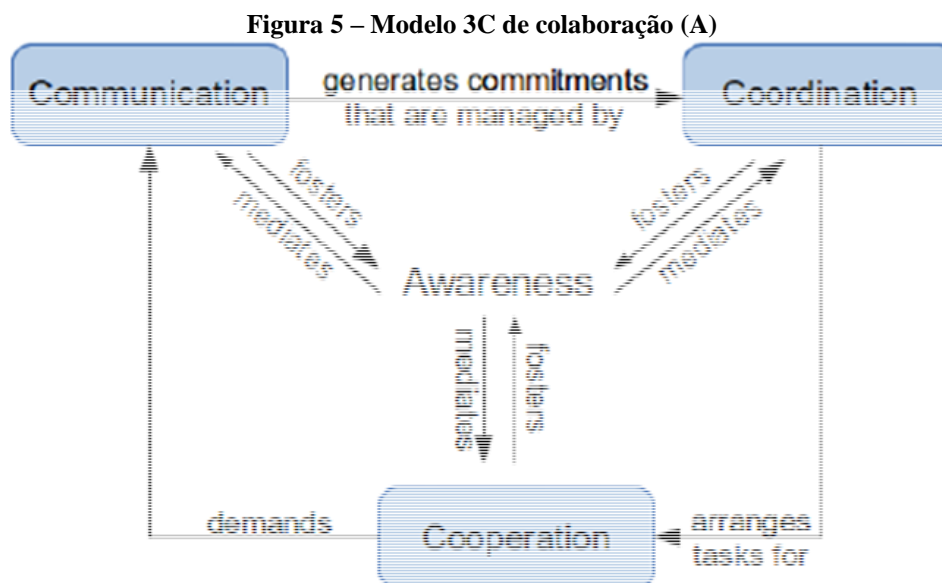 Figura 5 – Modelo 3C de colaboração (A)
Communication
generates commitments
that are managed by
Coordination
fosters
mediates
fosters
mediates
Awareness
mediates
fosters
demands
Cooperation
arranges
tasks for